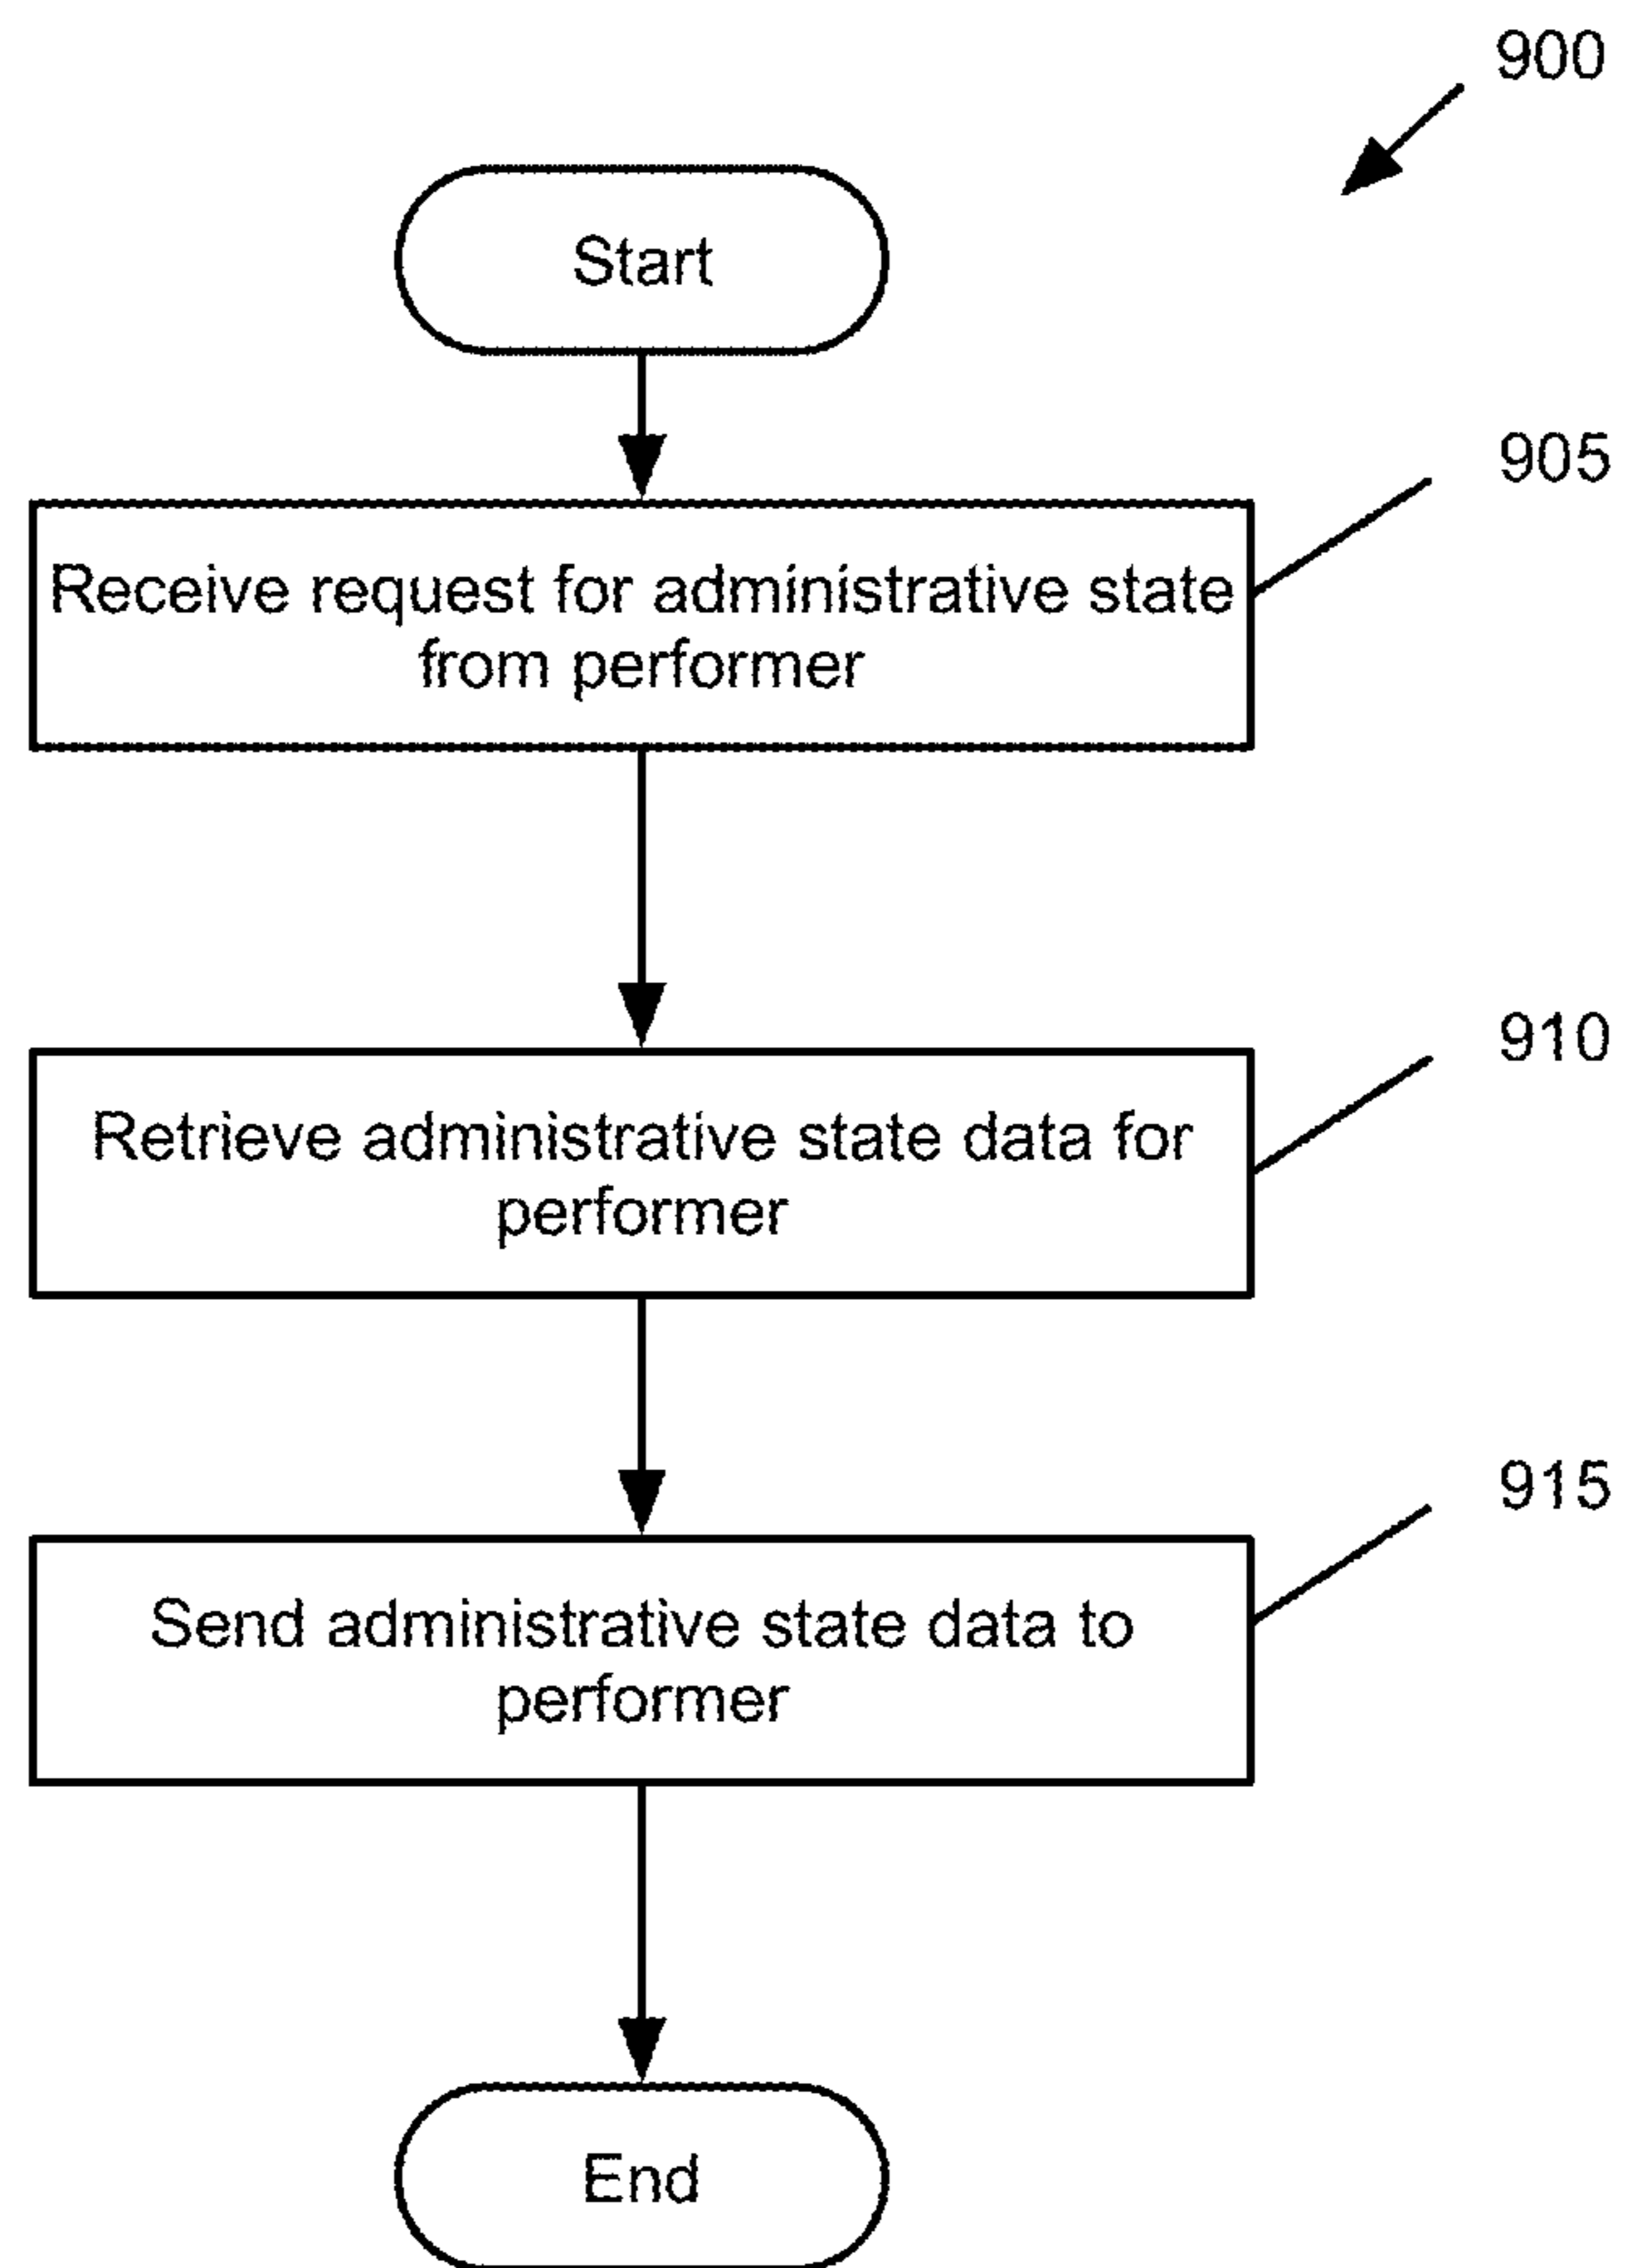 900
Start
905
Receive request for administrative state
from performer
910
Retrieve administrative state data for
performer
915
Send administrative state data to
performer
End